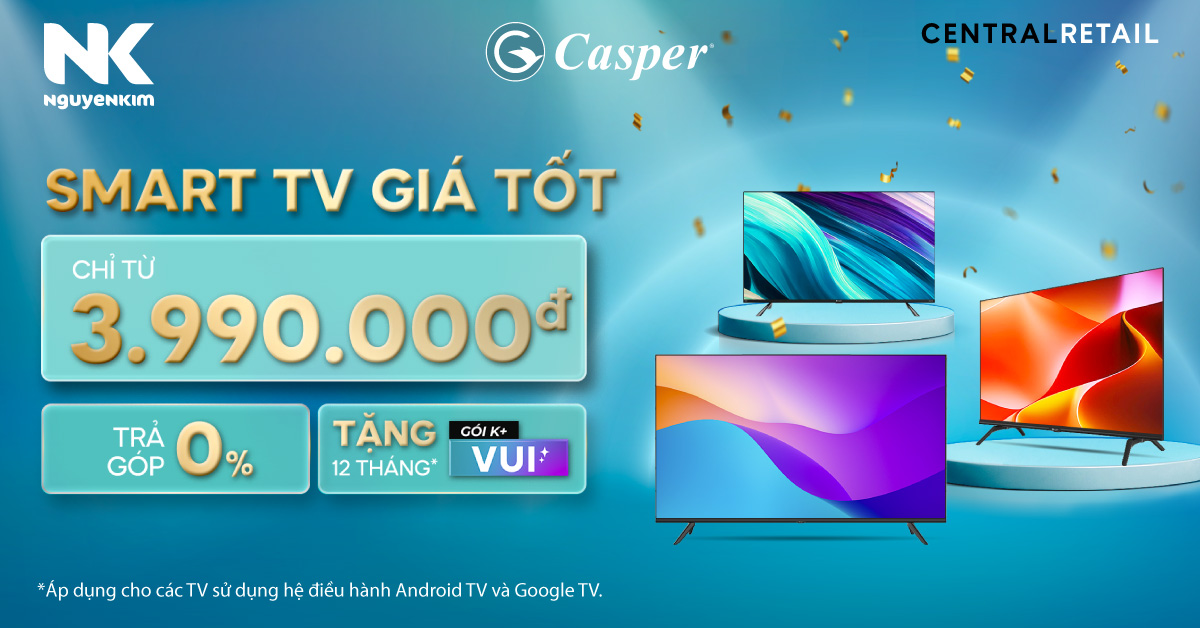 NK
NGUYENKIM
Casper
CENTRALRETAIL
SMART TV GIÁ TỐT
CHỈ TỪ
3.990.000đ
TRẢ GÓP 0%
TẶNG
12 THÁNG*
GÓI K+
VUI
*Áp dụng cho các TV sử dụng hệ điều hành Android TV và Google TV.